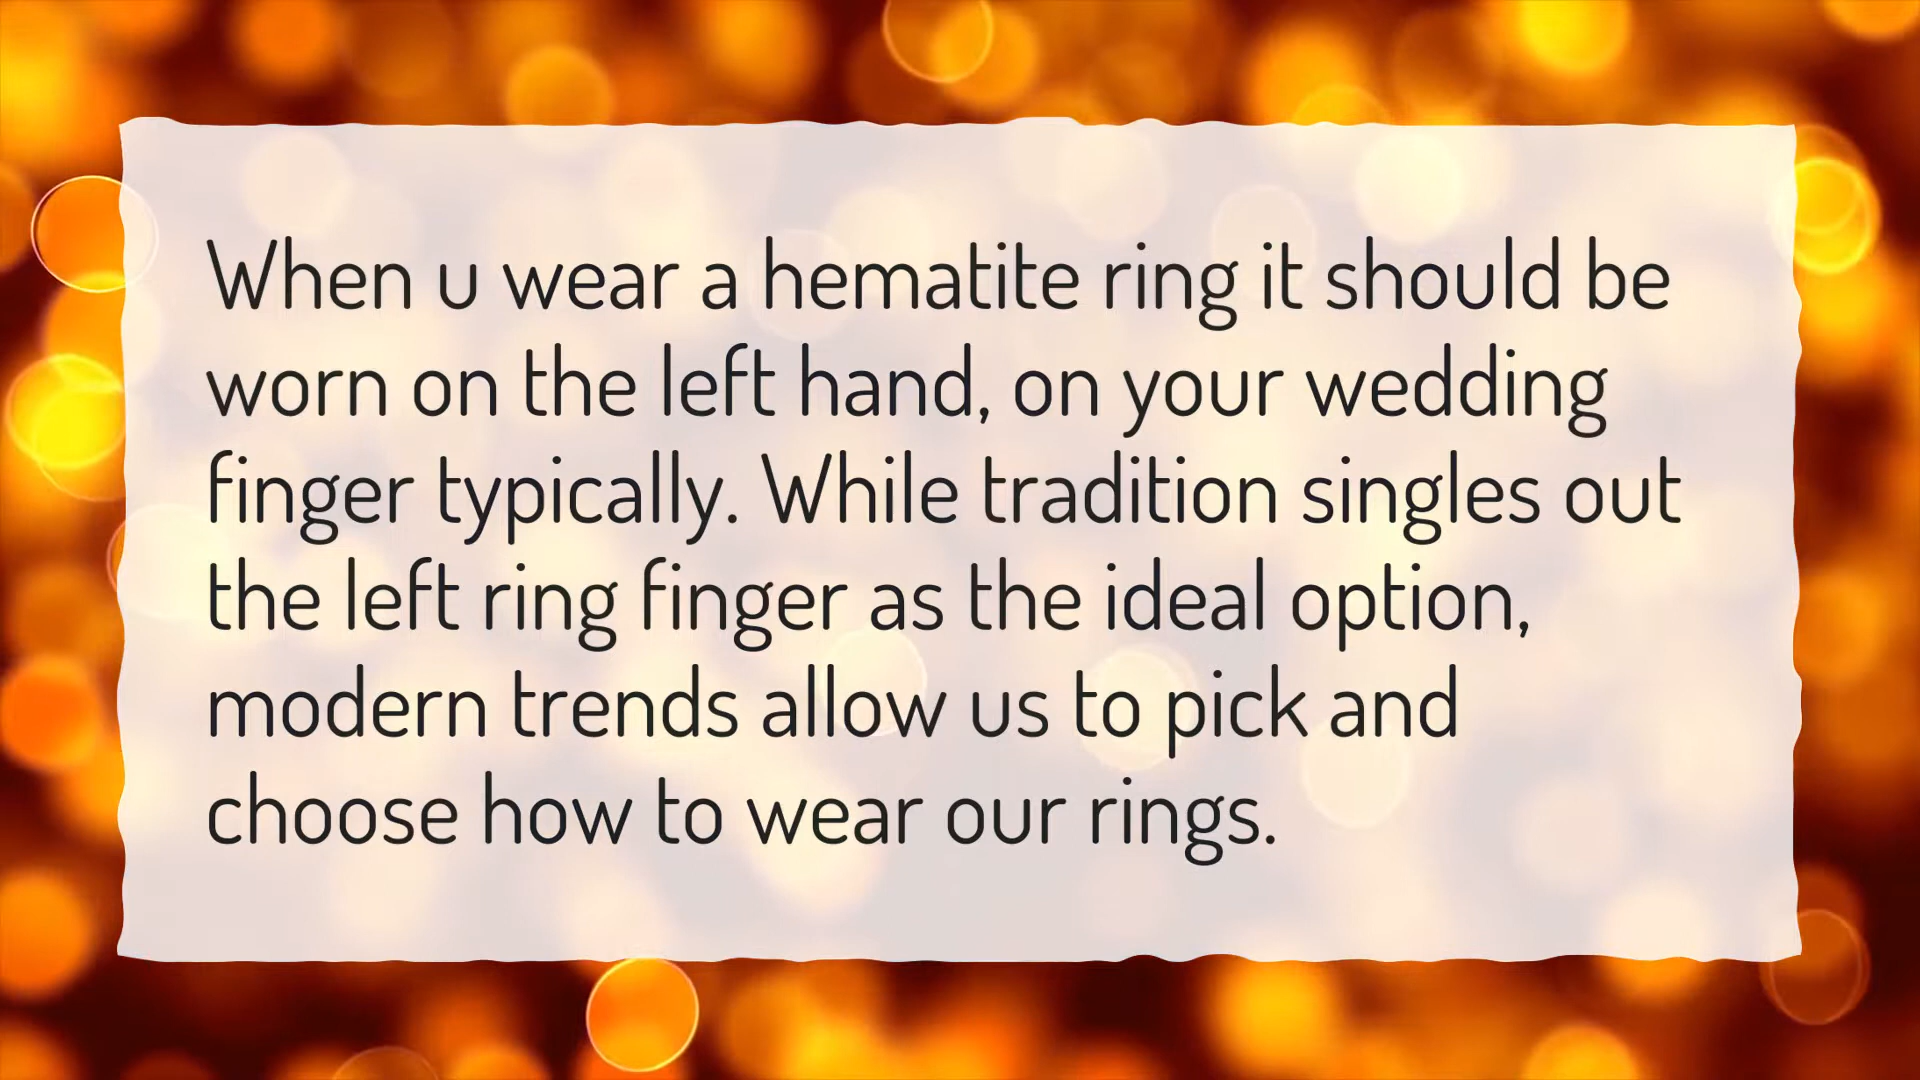 When u wear a hematite ring it should be
worn on the left hand, on your wedding
finger typically. While tradition singles out
the left ring finger as the ideal option,
modern trends allow us to pick and
choose how to wear our rings.